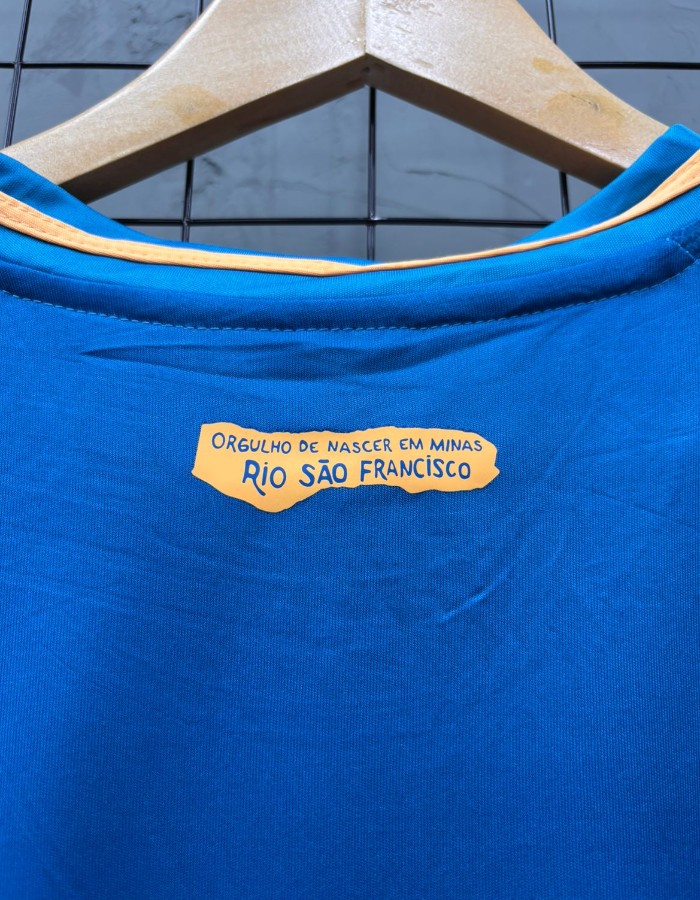 ORGULHO DE NASCER EM MINAS
RIO SÃO FRANCISCO